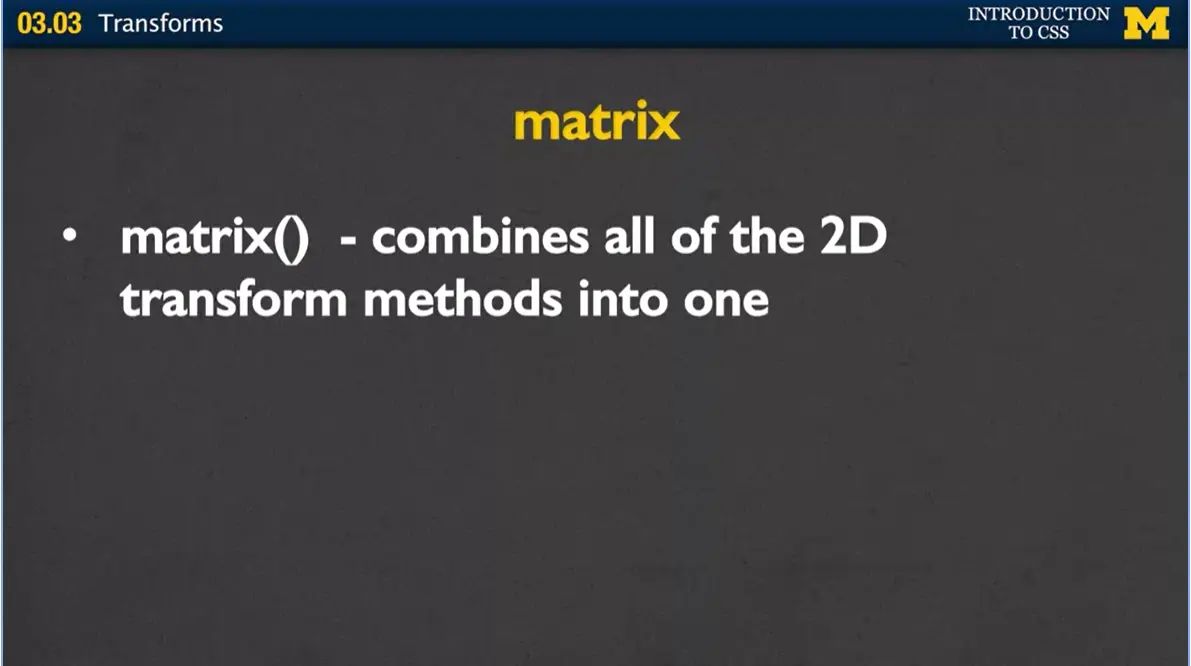 03.03 Transforms
INTRODUCTION
TO CSS
M
matrix
• matrix() - combines all of the 2D
transform methods into one